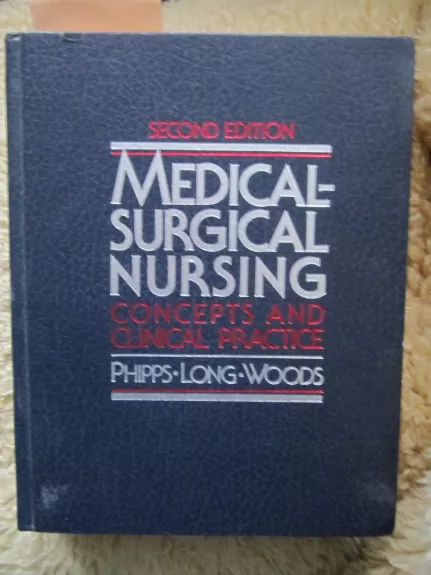 SECOND EDITION
MEDICAL-
SURGICAL
NURSING
CONCEPTS AND
CLINICAL PRACTICE
PHIPPS•LONG•WOODS